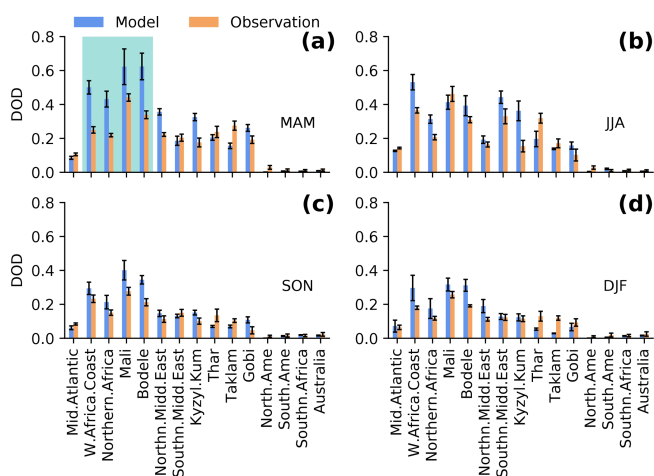 Model Observation
0.8 (a) (b)
0.6
0.4
0.2
0.0
DOD
MAM JJA
0.8 0.6 0.4 0.2 0.0
0.8 (c) (d)
0.6
0.4
0.2
0.0
DOD
SON DJF
0.8 0.6 0.4 0.2 0.0
Mid.Atlantic
W.Africa.Coast
Northern.Africa
Mali
Bodele
Northn.Midd.East
Southn.Midd.East
Kyzyl.Kum
Thar
Taklam
Gobi
North.Ame
South.Ame
Southn.Africa
Australia
Mid.Atlantic
W.Africa.Coast
Northern.Africa
Mali
Bodele
Northn.Midd.East
Southn.Midd.East
Kyzyl.Kum
Thar
Taklam
Gobi
North.Ame
South.Ame
Southn.Africa
Australia